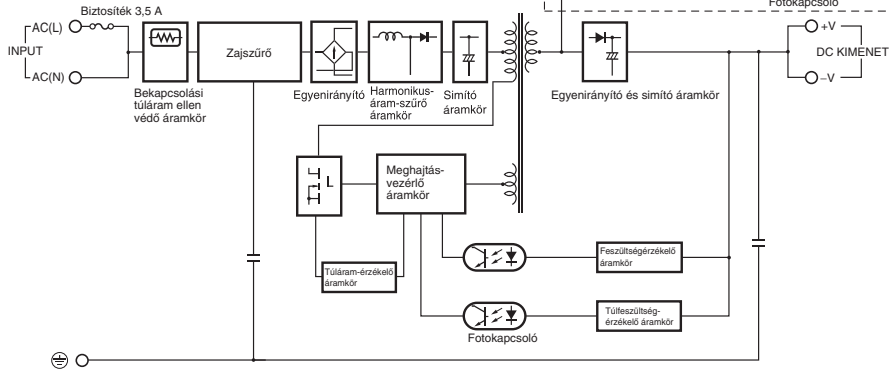 Fotokapcsoló
Biztosíték 3,5 A
AC(L)
INPUT
AC(N)
Bekapcsolási
túláram ellen
védő áramkör
Zajszűrő
Egyenirányító
Harmonikus-
áram-szűrő
áramkör
Simító
áramkör
Egyenirányító és simító áramkör
+V
DC KIMENET
–V
Meghajtás-
vezérlő
áramkör
Túláram-érzékelő
áramkör
Feszültségérzékelő
áramkör
Túlfeszültség-
érzékelő áramkör
Fotokapcsoló